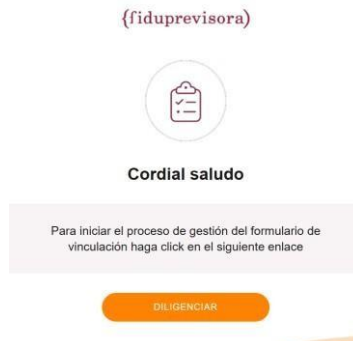 {fiduprevisora)
Cordial saludo
Para iniciar el proceso de gestión del formulario de
vinculación haga click en el siguiente enlace
DILIGENCIAR